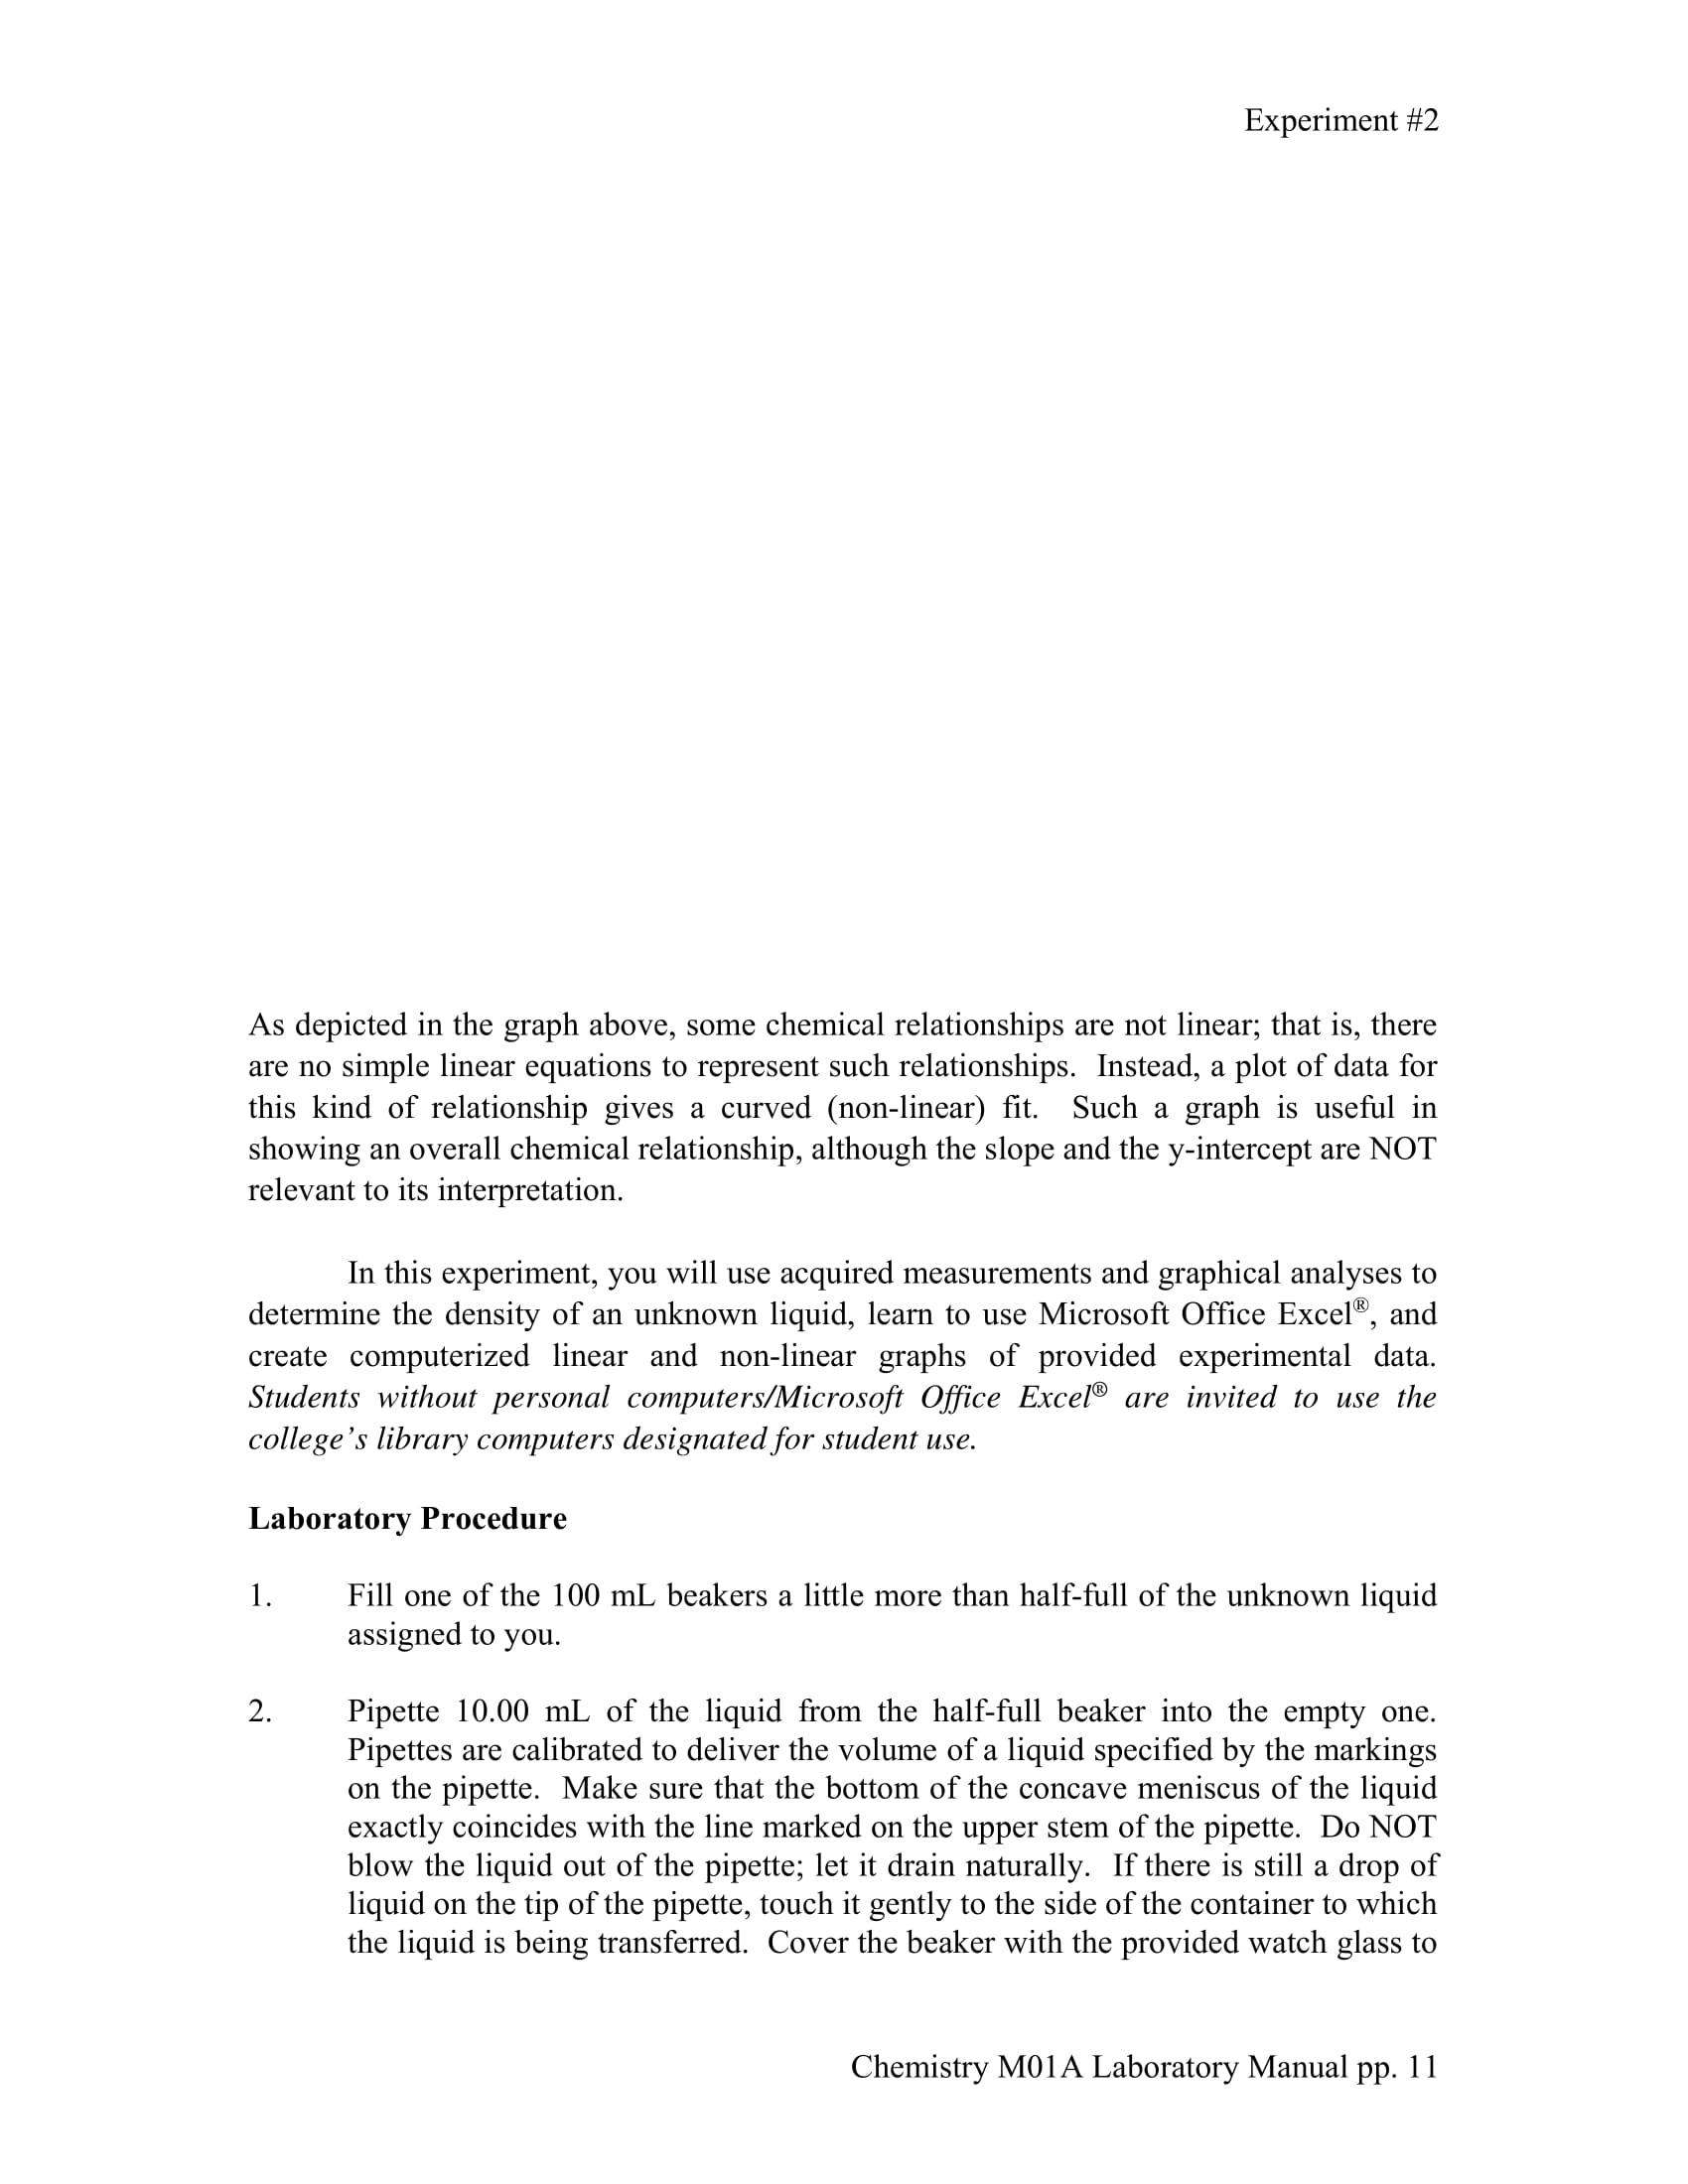 Experiment #2
As depicted in the graph above, some chemical relationships are not linear; that is, there
are no simple linear equations to represent such relationships.  Instead, a plot of data for
this kind of relationship gives a curved (non-linear) fit.  Such a graph is useful in
showing an overall chemical relationship, although the slope and the y-intercept are NOT
relevant to its interpretation.
In this experiment, you will use acquired measurements and graphical analyses to
determine the density of an unknown liquid, learn to use Microsoft Office Excel®, and
create computerized linear and non-linear graphs of provided experimental data.
Students without personal computers/Microsoft Office Excel® are invited to use the
college’s library computers designated for student use.
Laboratory Procedure
1. Fill one of the 100 mL beakers a little more than half-full of the unknown liquid
assigned to you.
2. Pipette 10.00 mL of the liquid from the half-full beaker into the empty one.
Pipettes are calibrated to deliver the volume of a liquid specified by the markings
on the pipette.  Make sure that the bottom of the concave meniscus of the liquid
exactly coincides with the line marked on the upper stem of the pipette.  Do NOT
blow the liquid out of the pipette; let it drain naturally.  If there is still a drop of
liquid on the tip of the pipette, touch it gently to the side of the container to which
the liquid is being transferred.  Cover the beaker with the provided watch glass to
Chemistry M01A Laboratory Manual pp. 11